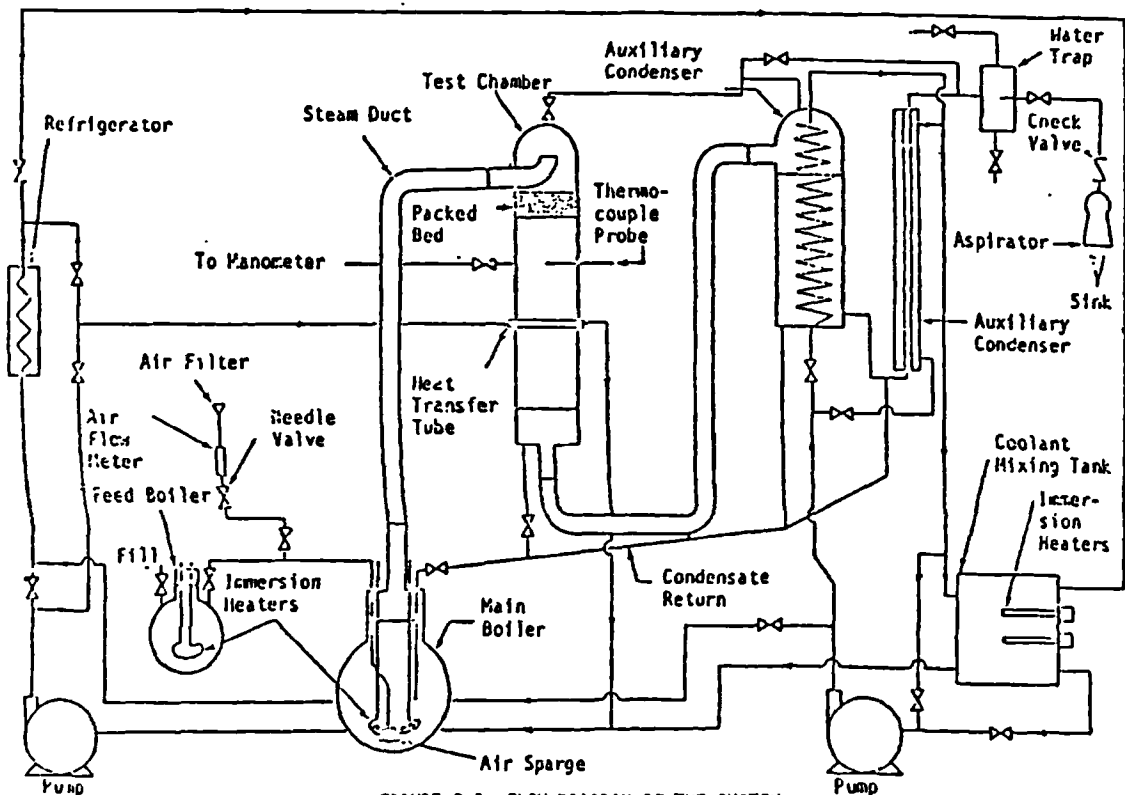 Water
Trap
Auxiliary
Condenser
Test Chamber
Steam Duct
Refrigerator
Check
Valve
Thermo-
couple
Probe
Packed
Bed
To Manometer
Aspirator
Sink
Auxiliary
Condenser
Air Filter
Heat
Transfer
Tube
Air
Flow
Meter
Needle
Valve
Feed Boiler
Coolant
Mixing Tank
Immer-
sion
Heaters
Fill
Immersion
Heaters
Main
Boiler
Condensate
Return
Air Sparge
Pump
Pump